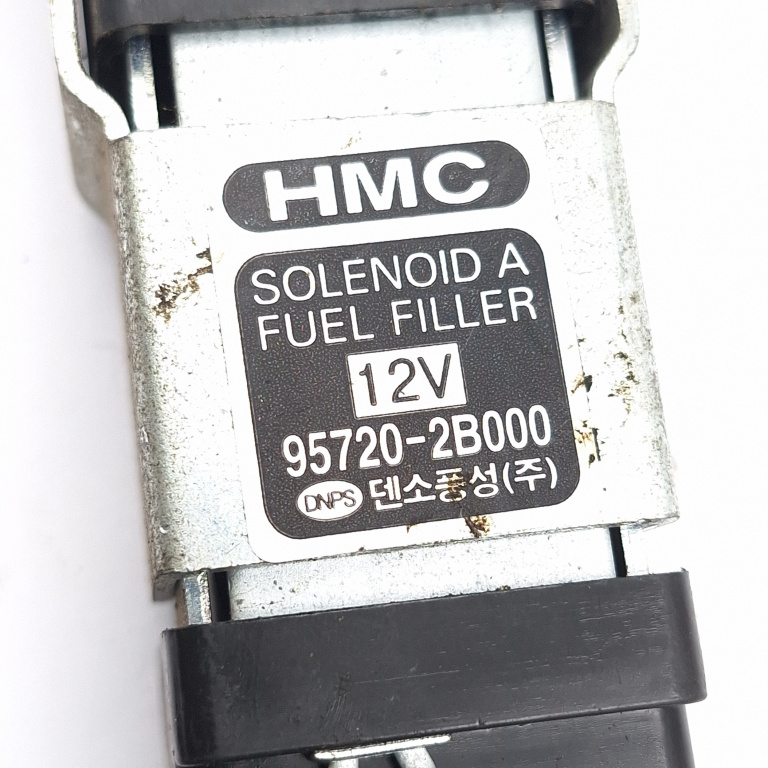 HMC
SOLENOID A
FUEL FILLER
12V
95720-2B000
DNPS 덴소풍성(주)